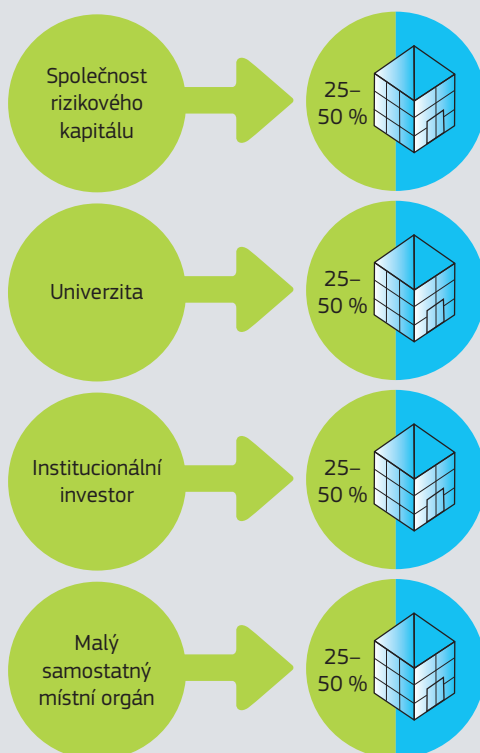 Společnost
rizikového
kapitálu
25–
50 %
Univerzita
25–
50 %
Institucionální
investor
25–
50 %
Malý
samostatný
místní orgán
25–
50 %